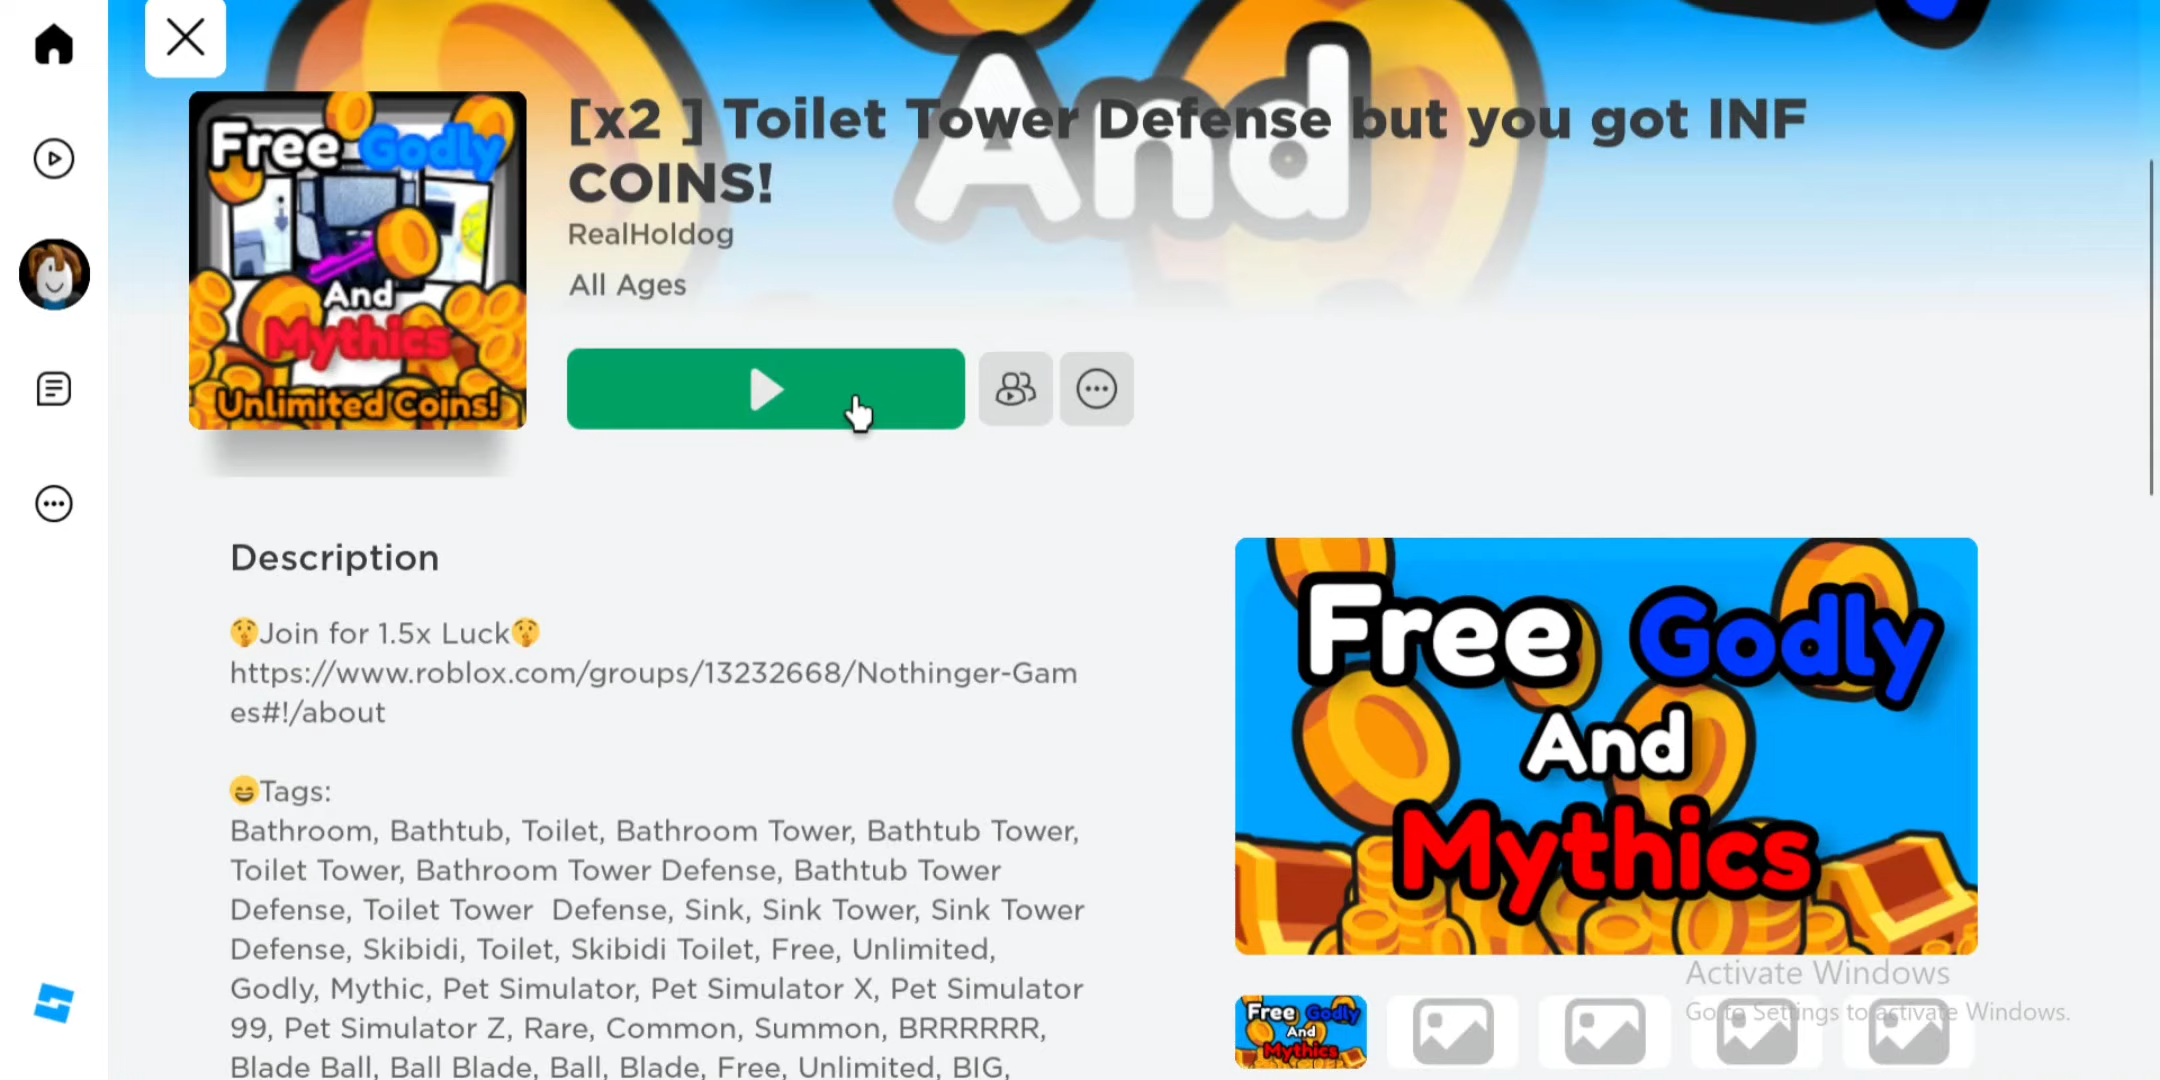 And
Free Godly
And
Mythics
Unlimited Coins!
[x2 ] Toilet Tower Defense but you got INF
COINS!
RealHoldog
All Ages
Description
🤫Join for 1.5x Luck🤫
https://www.roblox.com/groups/13232668/Nothinger-Gam
es#!/about
😄Tags:
Bathroom, Bathtub, Toilet, Bathroom Tower, Bathtub Tower,
Toilet Tower, Bathroom Tower Defense, Bathtub Tower
Defense, Toilet Tower  Defense, Sink, Sink Tower, Sink Tower
Defense, Skibidi, Toilet, Skibidi Toilet, Free, Unlimited,
Godly, Mythic, Pet Simulator, Pet Simulator X, Pet Simulator
99, Pet Simulator Z, Rare, Common, Summon, BRRRRRR,
Blade Ball, Ball Blade, Ball, Blade, Free, Unlimited, BIG,
Free Godly
And
Mythics
Free Godly
And
Mythics
Activate Windows
Go to Settings to activate Windows.